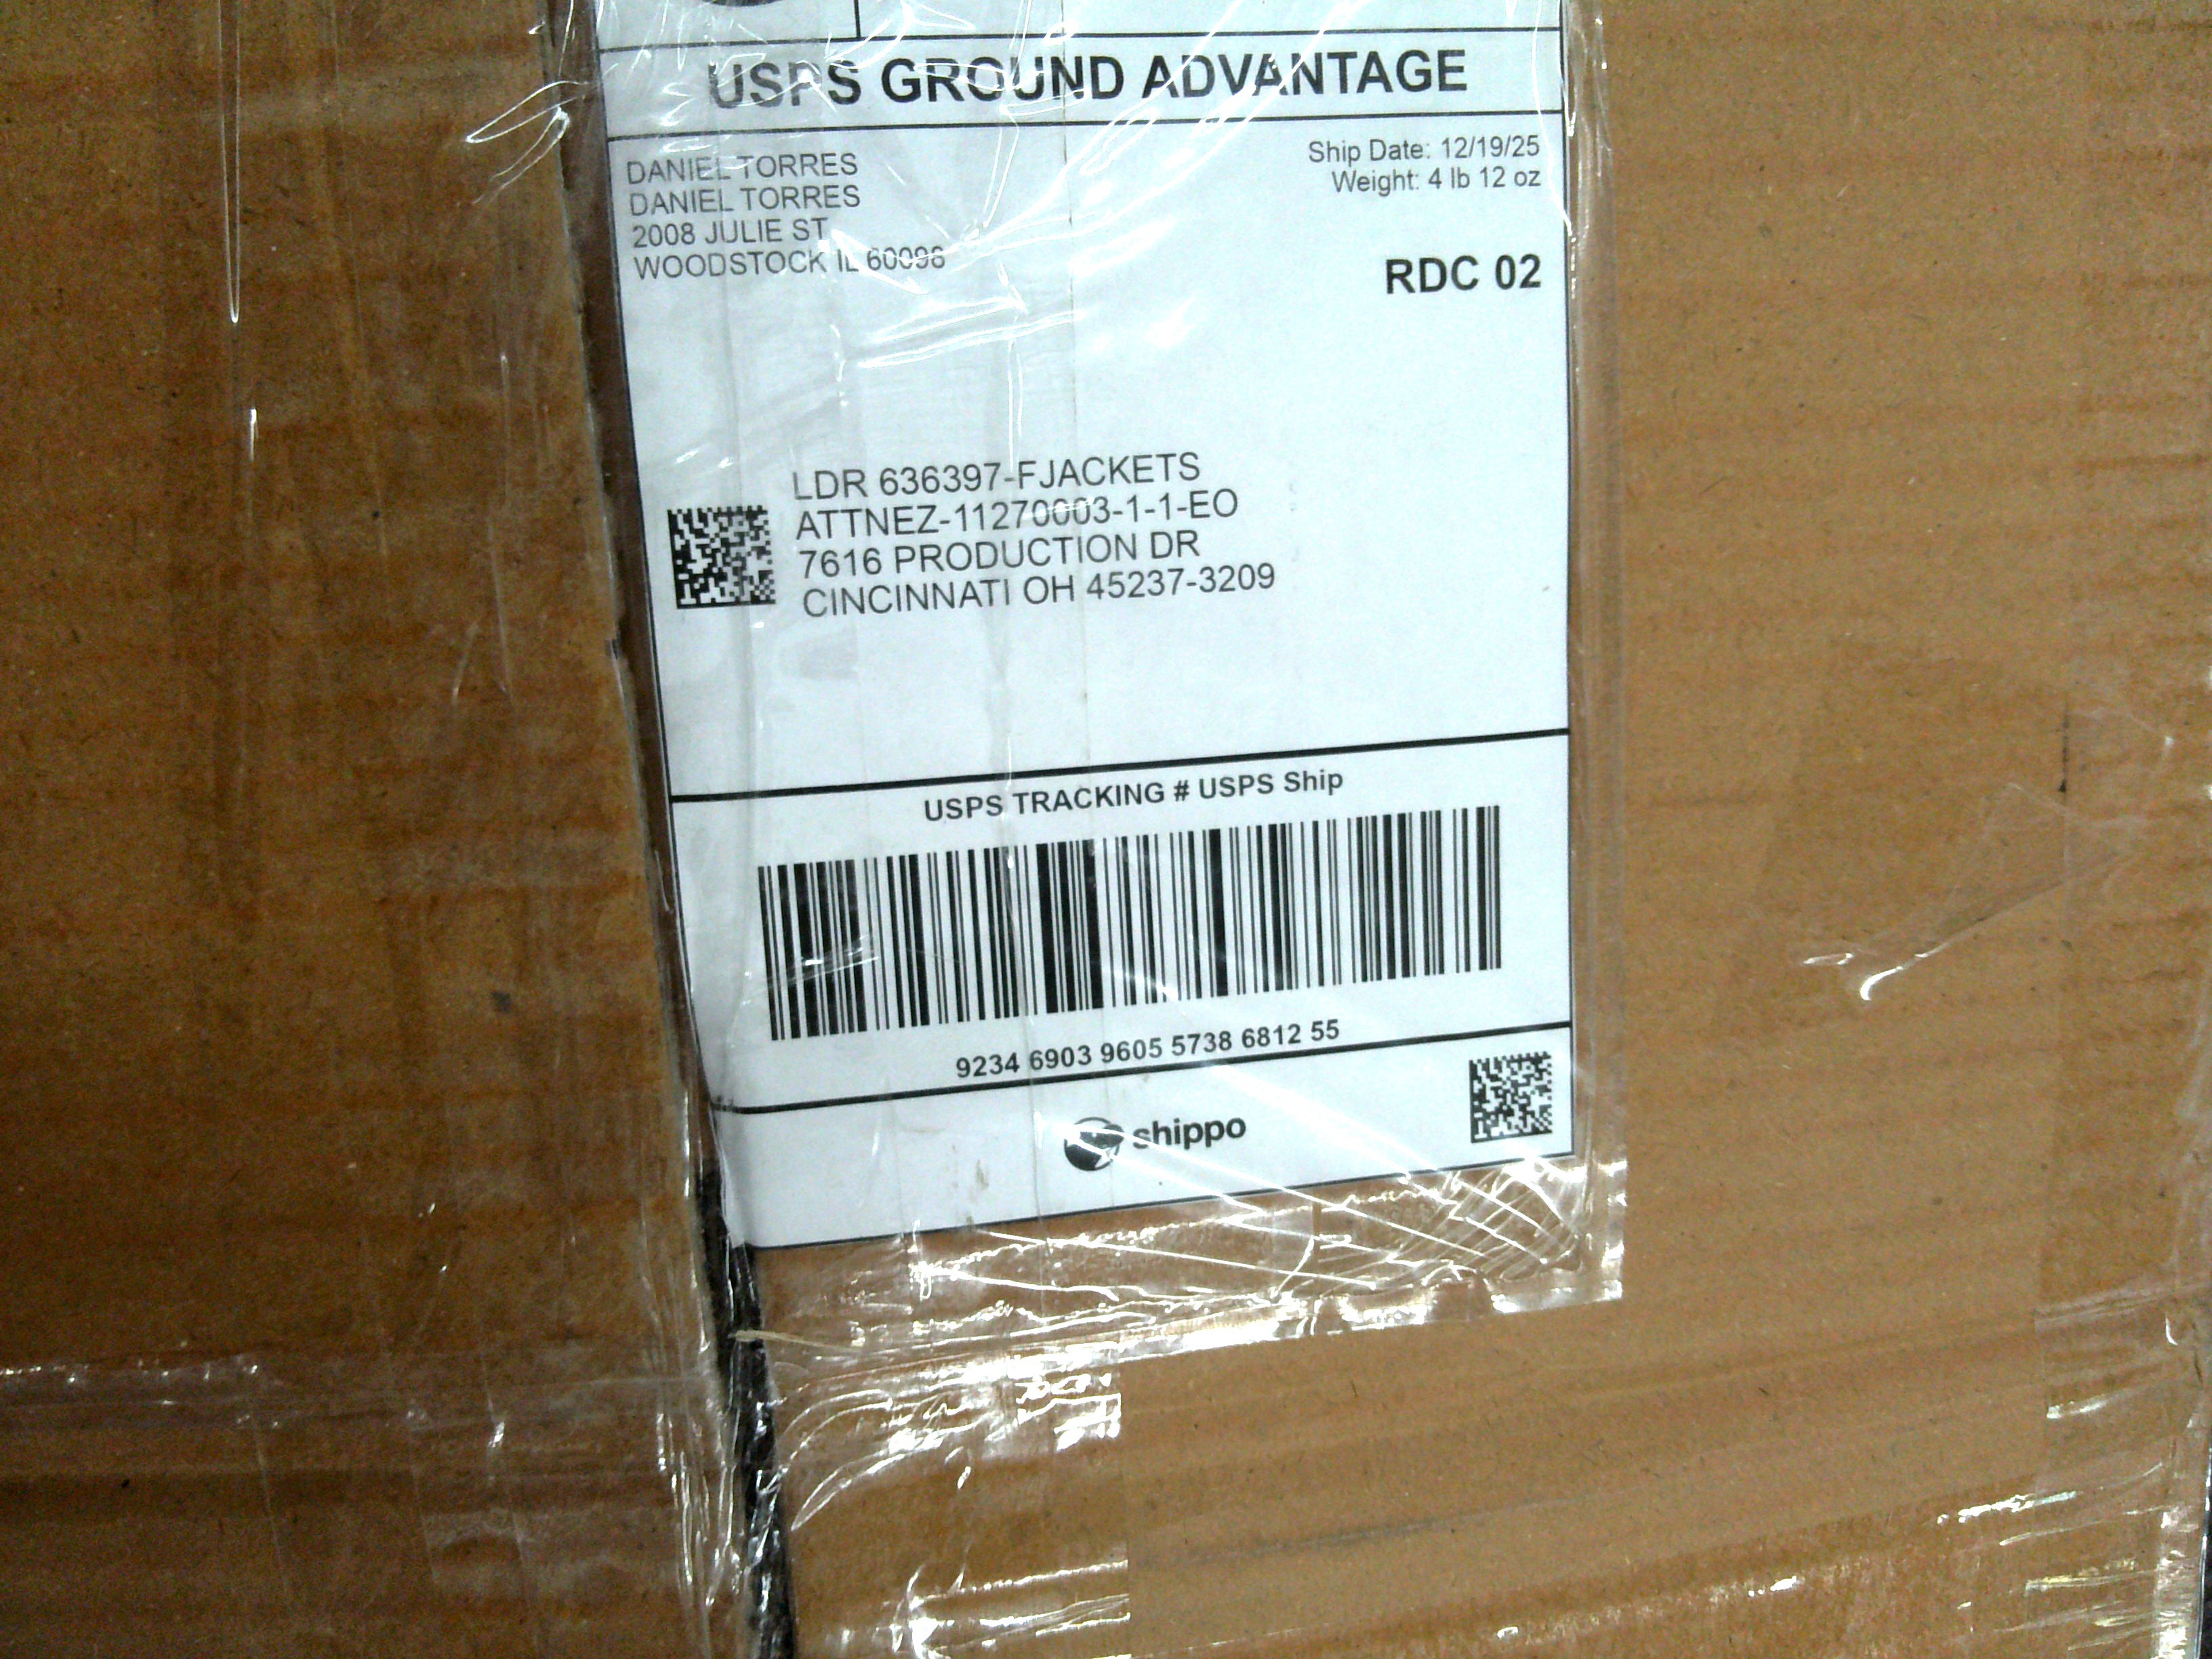 USPS GROUND ADVANTAGE
DANIEL TORRES
DANIEL TORRES
2008 JULIE ST
WOODSTOCK IL 60098
Ship Date: 12/19/25
Weight: 4 lb 12 oz
RDC 02
LDR 636397-FJACKETS
ATTNEZ-11270003-1-1-EO
7616 PRODUCTION DR
CINCINNATI OH 45237-3209
USPS TRACKING # USPS Ship
9234 6903 9605 5738 6812 55
shippo